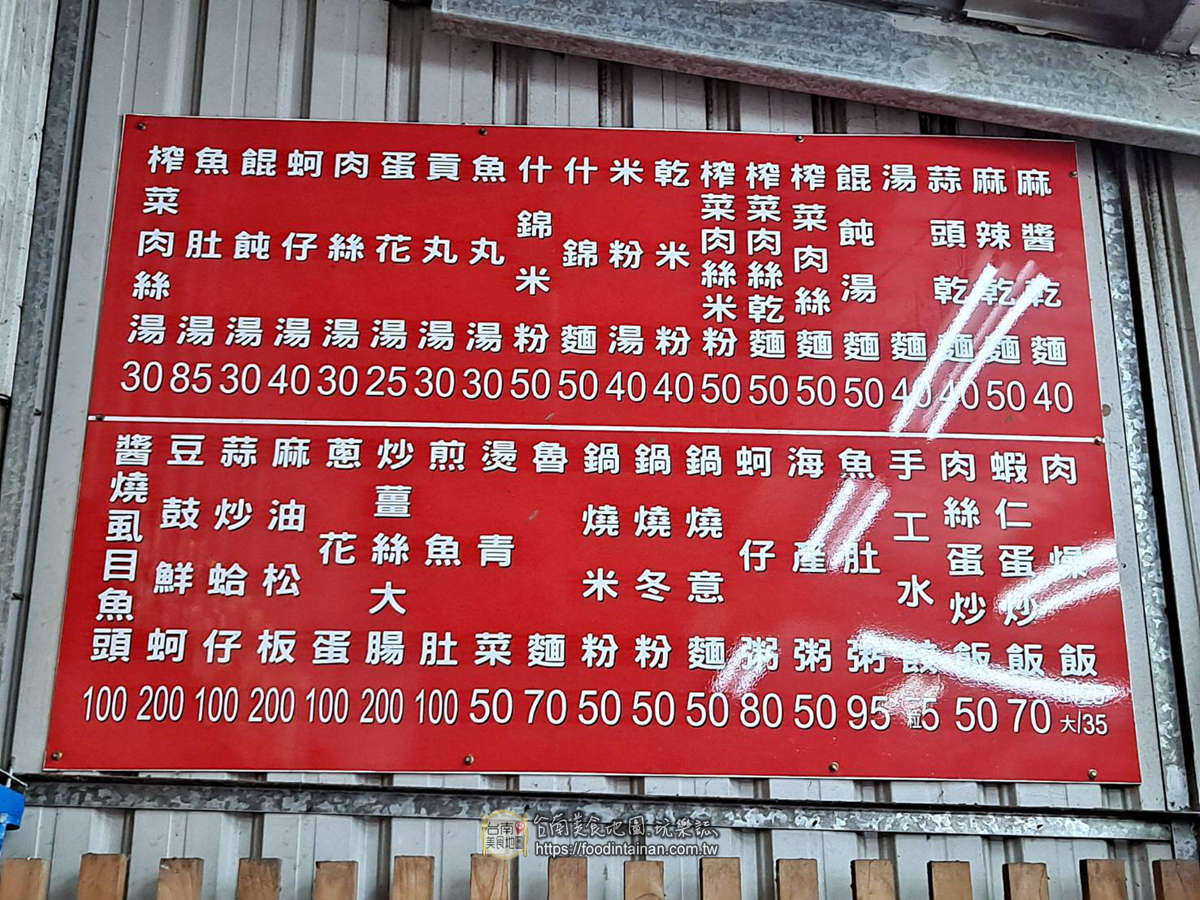 麻醬乾麵 40
麻辣乾麵 50
蒜頭乾麵 40
湯麵 40
餛飩湯麵 50
榨菜肉絲麵 50
榨菜肉絲乾麵 50
榨菜肉絲米粉 50
乾米粉 40
米粉湯 40
什錦麵 50
什錦米粉 50
魚丸湯 30
貢丸湯 30
蛋花湯 25
肉絲湯 30
蚵仔湯 40
餛飩湯 30
魚肚湯 85
榨菜肉絲湯 30
肉燥飯 大/35
蝦仁蛋炒飯 70
肉絲蛋炒飯 50
手工水餃 粒5
魚肚粥 95
海產粥 50
蚵仔粥 80
鍋燒意麵 50
鍋燒冬粉 50
鍋燒米粉 50
魯麵 70
燙青菜 50
煎魚肚 100
炒薑絲大腸 200
蔥花蛋 100
麻油松板 200
蒜炒蛤仔 100
豆鼓鮮蚵 200
醬燒虱目魚頭 100
台南美食地圖
台南美食地圖.玩樂誌
https://foodintainan.com.tw